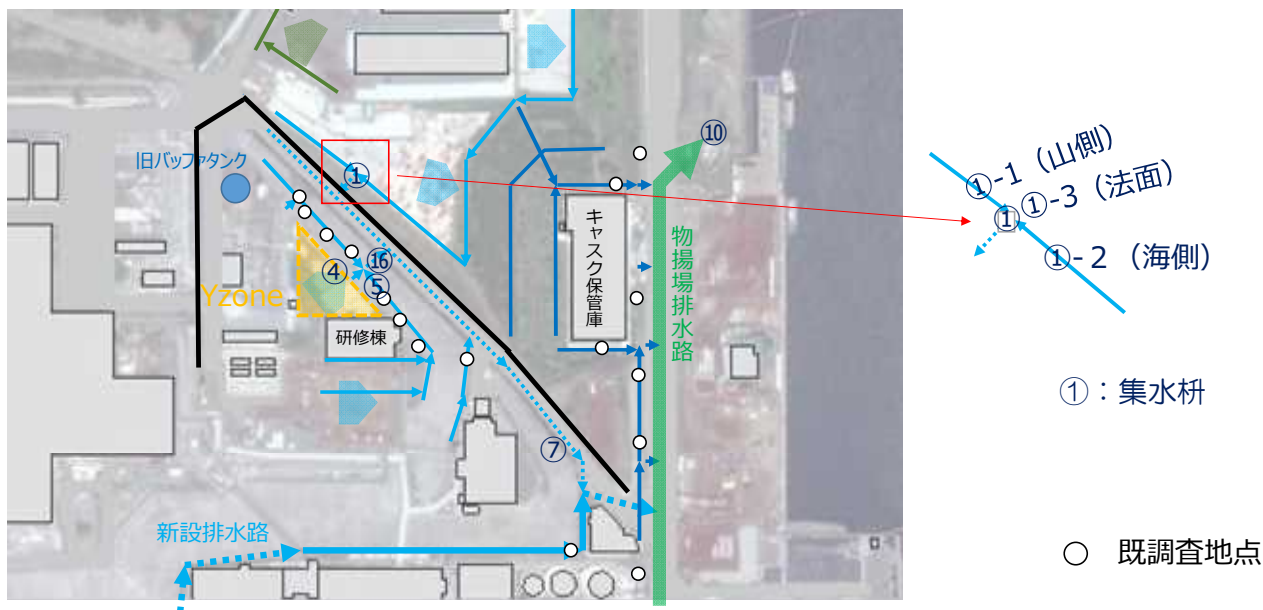 旧バッファタンク
①
⑩
④
⑯
⑤
Yzone
研修棟
キャスク保管庫
物揚場排水路
⑦
新設排水路
①-1（山側）
①-3（法面）
①
①-2（海側）
①：集水枡
○ 既調査地点